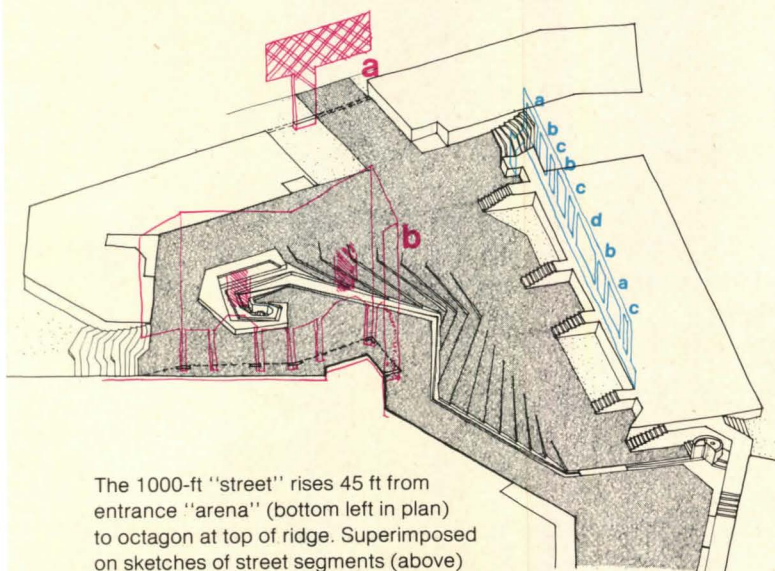 a
a
b
c
b
c
d
b
b
a
c
The 1000-ft "street" rises 45 ft from
entrance "arena" (bottom left in plan)
to octagon at top of ridge. Superimposed
on sketches of street segments (above)